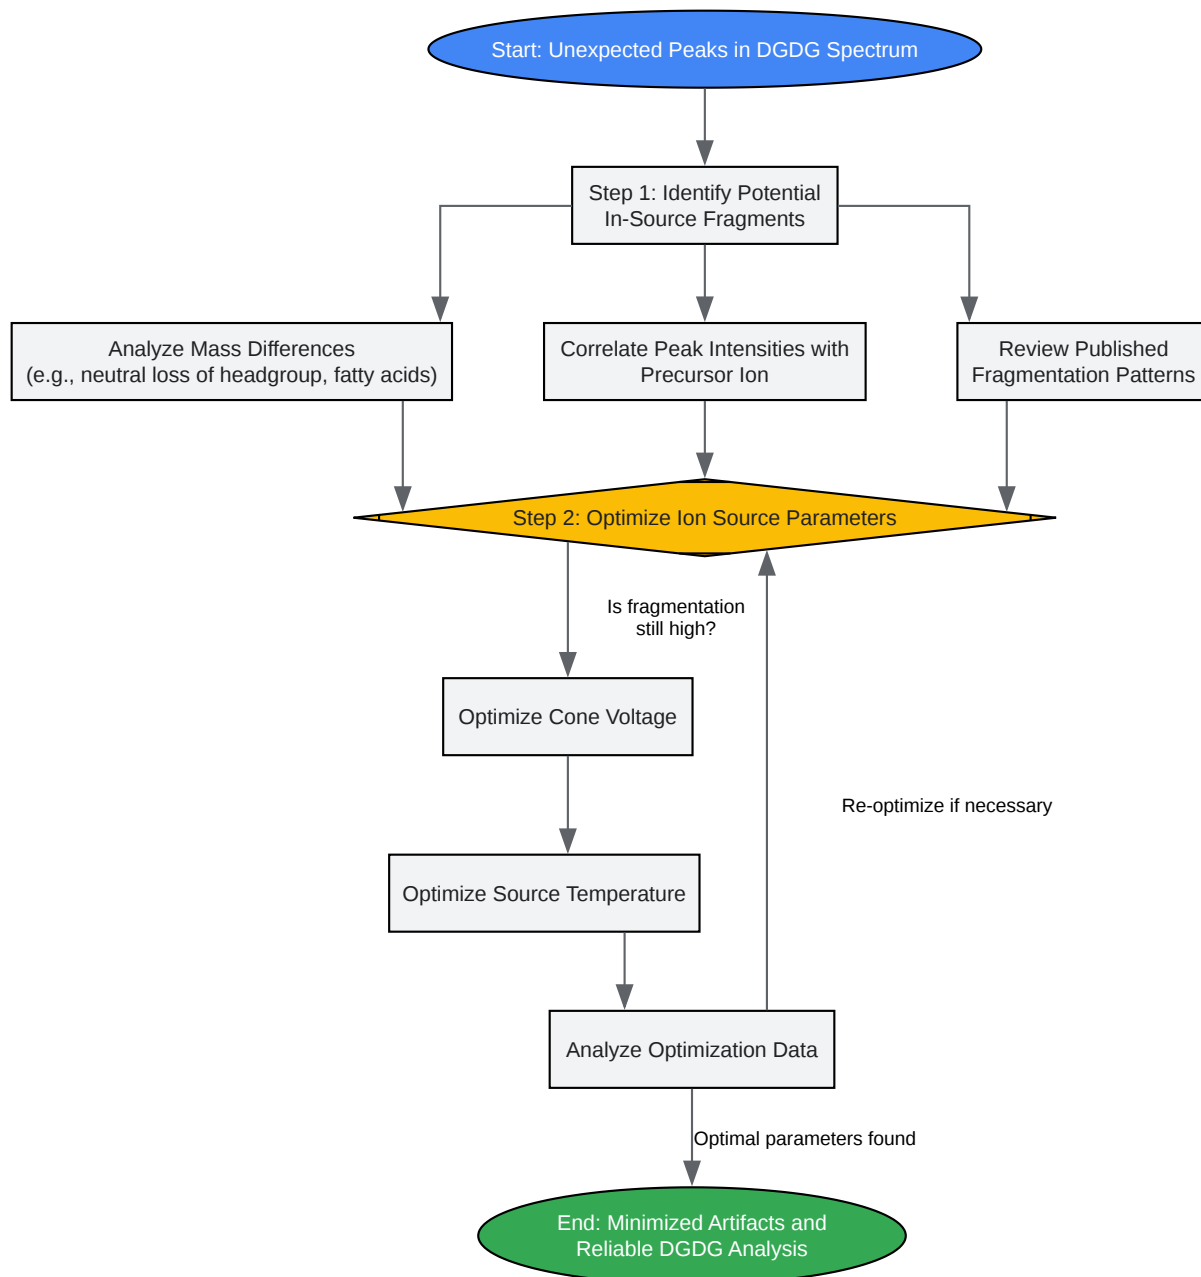 Start: Unexpected Peaks in DGDG Spectrum
Step 1: Identify Potential
In-Source Fragments
Analyze Mass Differences
(e.g., neutral loss of headgroup, fatty acids)
Correlate Peak Intensities with
Precursor Ion
Review Published
Fragmentation Patterns
Step 2: Optimize Ion Source Parameters
Is fragmentation
still high?
Optimize Cone Voltage
Re-optimize if necessary
Optimize Source Temperature
Analyze Optimization Data
Optimal parameters found
End: Minimized Artifacts and
Reliable DGDG Analysis